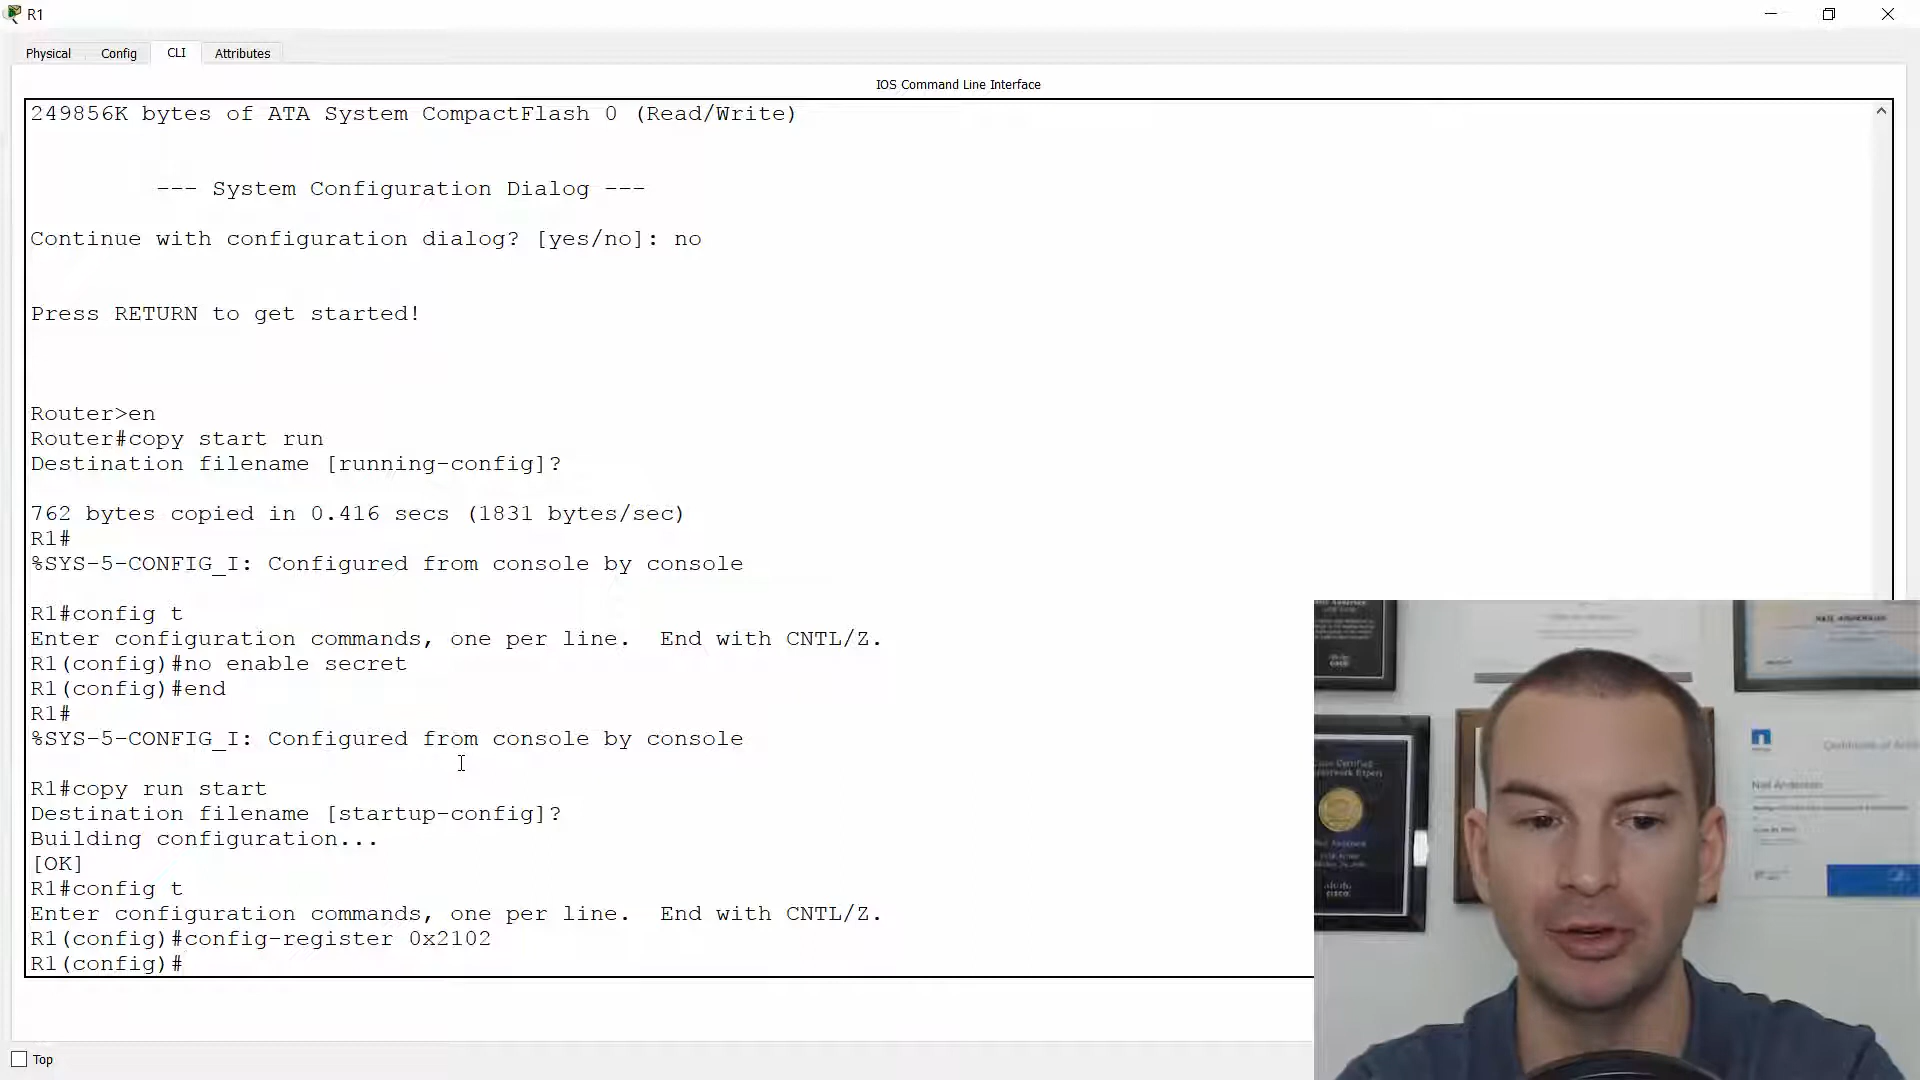 R1
Physical Config CLI Attributes
IOS Command Line Interface
249856K bytes of ATA System CompactFlash 0 (Read/Write)
--- System Configuration Dialog ---
Continue with configuration dialog? [yes/no]: no
Press RETURN to get started!
Router>en
Router#copy start run
Destination filename [running-config]?
762 bytes copied in 0.416 secs (1831 bytes/sec)
R1#
%SYS-5-CONFIG_I: Configured from console by console
R1#config t
Enter configuration commands, one per line.  End with CNTL/Z.
R1(config)#no enable secret
R1(config)#end
R1#
%SYS-5-CONFIG_I: Configured from console by console
R1#copy run start
Destination filename [startup-config]?
Building configuration...
[OK]
R1#config t
Enter configuration commands, one per line.  End with CNTL/Z.
R1(config)#config-register 0x2102
R1(config)#
Top
Neil Anderson